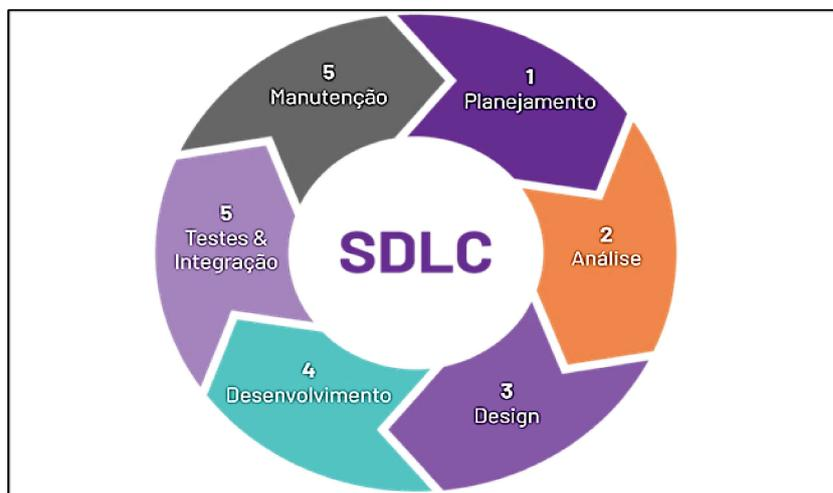 1
Planejamento
2
Análise
3
Design
4
Desenvolvimento
5
Testes &
Integração
5
Manutenção
SDLC